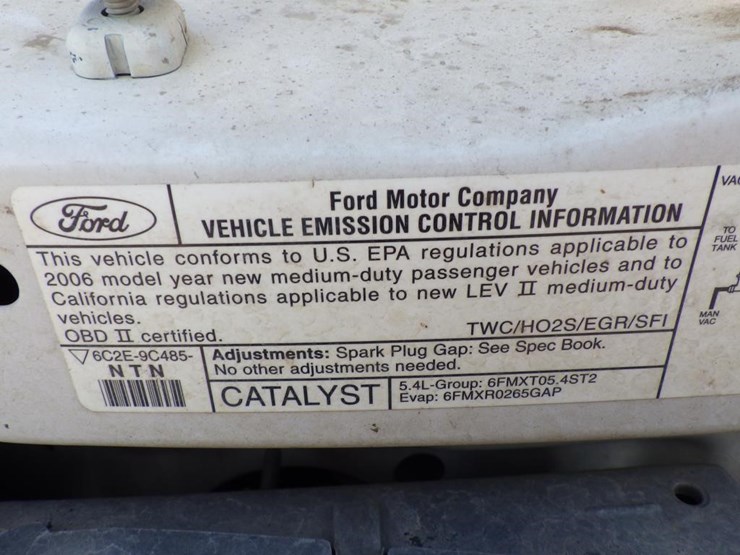 Ford
Ford Motor Company
VEHICLE EMISSION CONTROL INFORMATION
This vehicle conforms to U.S. EPA regulations applicable to
2006 model year new medium-duty passenger vehicles and to
California regulations applicable to new LEV II medium-duty
vehicles.
OBD II certified.
TWC/HO2S/EGR/SFI
6C2E-9C485-
NTN
Adjustments: Spark Plug Gap: See Spec Book.
No other adjustments needed.
CATALYST
5.4L-Group: 6FMXT05.4ST2
Evap: 6FMXR0265GAP
TO
FUEL
TANK
MAN
VAC